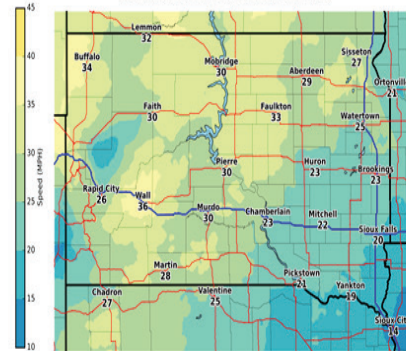 45
40
35
30
25
20
15
10
Speed (MPH)
Lemmon
32
Buffalo
34
Mobridge
30
Sisseton
27
Aberdeen
29
Ortonville
21
Faith
30
Faulkton
33
Watertown
25
Pierre
30
Huron
23
Brookings
23
Rapid City
26
Wall
36
Murdo
30
Chamberlain
23
Mitchell
22
Sioux Falls
20
Martin
28
Pickstown
21
Chadron
27
Valentine
25
Yankton
19
Sioux City
14